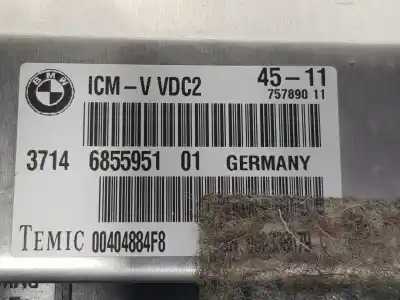 BMW
ICM-V VDC2 45-11
757890 11
3714 6855951 01 GERMANY
TEMIC 00404884F8